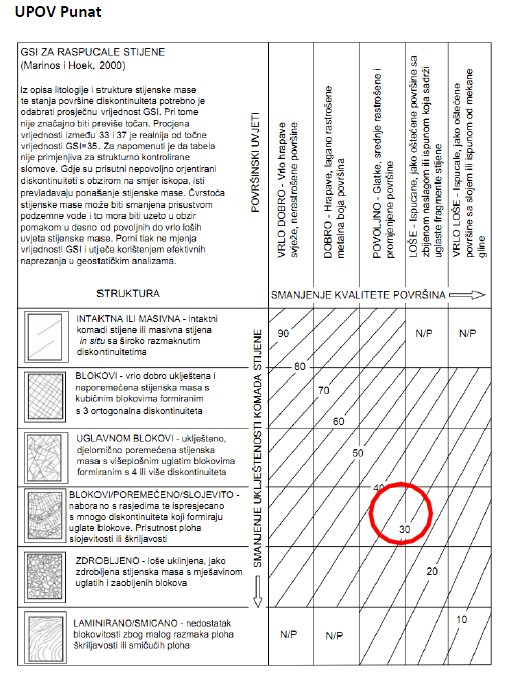 UPOV Punat
GSI ZA RASPUCALE STIJENE
(Marinos i Hoek, 2000)
Iz opisa litologije i strukture stijenske mase
te stanja površine diskontinuiteta potrebno je
odabrati prosječnu vrijednost GSI. Pri tome
nije značajno biti previše točan. Procjena
vrijednosti između 33 i 37 je realnija od točne
vrijednosti GSI=35. Za napomenuti je da tabela
nije primjenjiva za strukturno kontrolirane
slomove. Gdje su prisutni nepovoljno orjentirani
diskontinuiteti s obzirom na smjer iskopa, isti
prevladavaju ponašanje stijenske mase. Čvrstoća
stijenske mase može biti smanjena prisustvom
podzemne vode i to mora biti uzeto u obzir
pomakom u desno od povoljnih do vrlo loših
uvjeta stijenske mase. Porni tlak ne mjenja
vrijednosti GSI i utječe korištenjem efektivnih
naprezanja u geostatičkim analizama.
STRUKTURA
POVRŠINSKI UVJETI
VRLO DOBRO - Vrlo hrapave
svježe, nerastrošene površine
DOBRO - Hrapave, lagano rastrošene
metalna boja površina
POVOLJNO - Glatke, srednje rastrošene i
promjenjene površine
LOŠE - Ispucane, jako oštećene površine sa
zbijenom naslagom ili ispunom koja sadrži
uglaste fragmente stijene
VRLO LOŠE - Ispucale, jako oštećene
površine sa slojem ili ispunom od mekane
gline
SMANJENJE KVALITETE POVRŠINA
SMANJENJE UKLJEŠTENOSTI KOMADA STIJENE
INTAKTNA ILI MASIVNA - intaktni
komadi stijene ili masivna stijena
in situ sa široko razmaknutim
diskontinuitetima
BLOKOVI - vrlo dobro uklještena i
neporemećena stijenska masa s
kubičnim blokovima formiranim
s 3 ortogonalna diskontinuiteta
UGLAVNOM BLOKOVI - uklješteno,
djelomično poremećena stijenska
masa s višeplošnim uglatim blokovima
formiranim s 4 ili više diskontinuiteta
BLOKOVI/POREMEĆENO/SLOJEVITO -
naborano s rasjedima te ispresjecano
s mnogo diskontinuiteta koji formiraju
uglate blokove. Prisutnost ploha
slojevitosti ili škriljavosti
ZDROBLJENO - loše uklinjena, jako
zdrobljena stijenska masa s mješavinom
uglatih i zaobljenih blokova
LAMINIRANO/SMICANO - nedostatak
blokovitosti zbog malog razmaka ploha
škriljavosti ili smičućih ploha
90
N/P
N/P
80
70
60
50
40
30
20
10
N/P
N/P